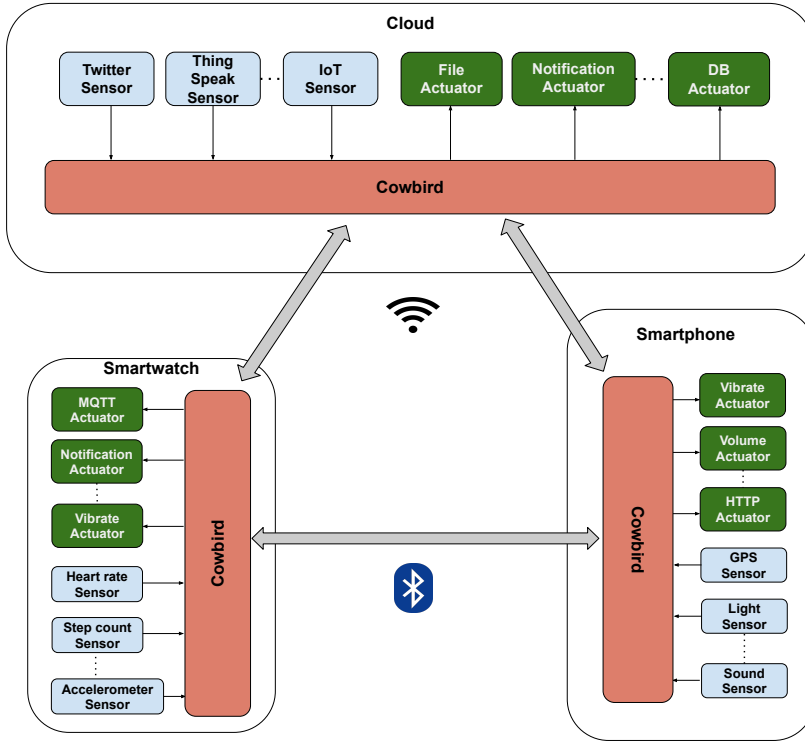 Cloud
Twitter
Sensor
Thing
Speak
Sensor
IoT
Sensor
File
Actuator
Notification
Actuator
DB
Actuator
Cowbird
Smartwatch
MQTT
Actuator
Notification
Actuator
Vibrate
Actuator
Heart rate
Sensor
Step count
Sensor
Accelerometer
Sensor
Cowbird
Smartphone
Cowbird
Vibrate
Actuator
Volume
Actuator
HTTP
Actuator
GPS
Sensor
Light
Sensor
Sound
Sensor